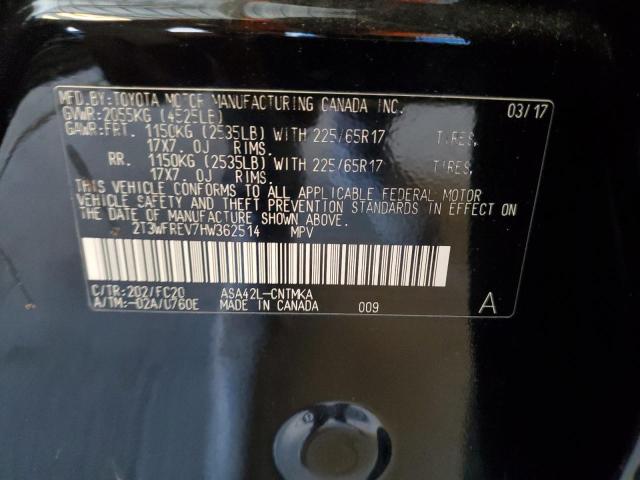 MFD.BY:TOYOTA MOTOR MANUFACTURING CANADA INC. 03/17
GVWR:2055KG (4525LB)
GAWR:FRT. 1150KG (2535LB) WITH 225/65R17 TIRES,
17X7.0J RIMS.
RR. 1150KG (2535LB) WITH 225/65R17 TIRES,
17X7.0J RIMS.
THIS VEHICLE CONFORMS TO ALL APPLICABLE FEDERAL MOTOR
VEHICLE SAFETY AND THEFT PREVENTION STANDARDS IN EFFECT ON
THE DATE OF MANUFACTURE SHOWN ABOVE.
2T3WFREV7HW362514 MPV
C/TR:202/FC20 ASA42L-CNTMKA
A/TM:-02A/U760E MADE IN CANADA 009 A